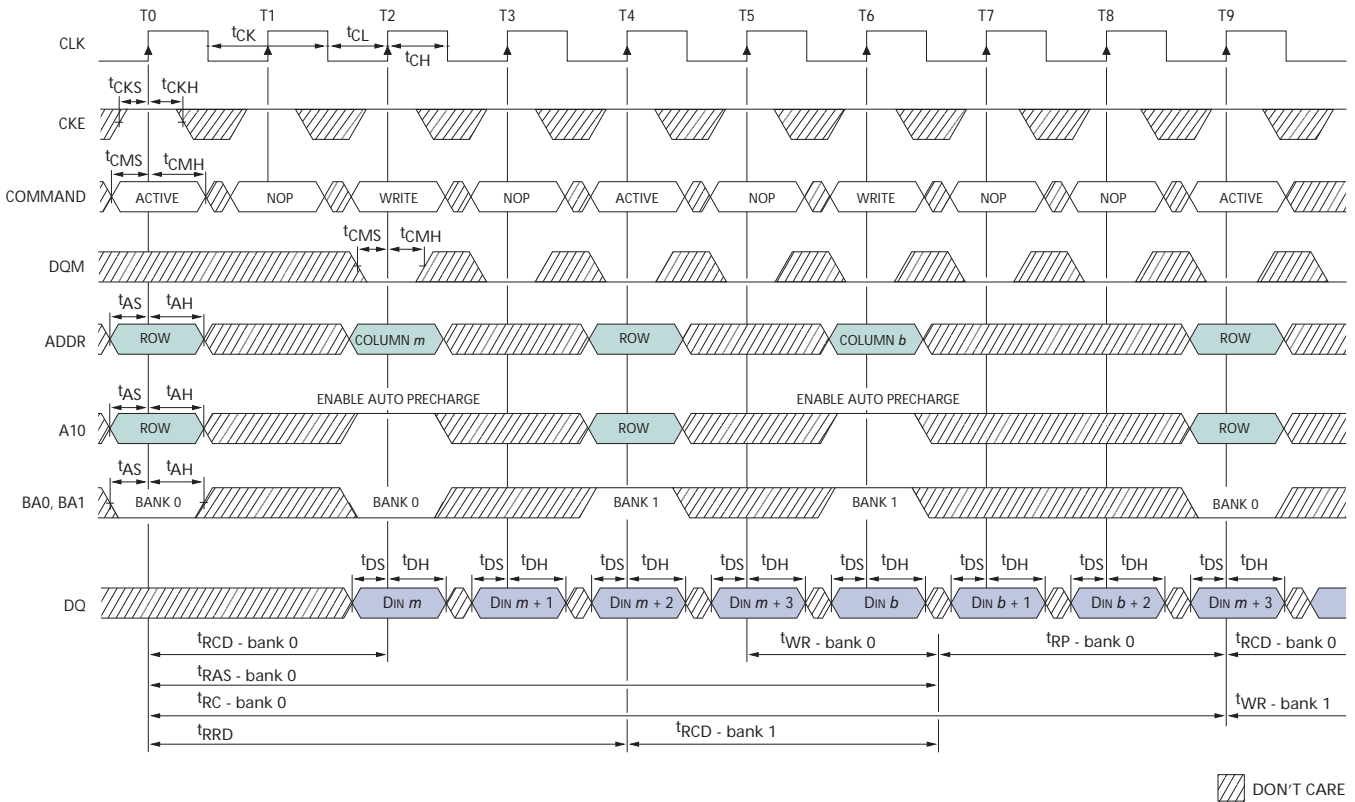 T0 T1 T2 T3 T4 T5 T6 T7 T8 T9
CLK tCK tCL
tCH
tCKS tCKH
CKE
tCMS tCMH
COMMAND ACTIVE NOP WRITE NOP ACTIVE NOP WRITE NOP NOP ACTIVE
tCMS tCMH
DQM
tAS tAH
ADDR ROW COLUMN m ROW COLUMN b ROW
tAS tAH ENABLE AUTO PRECHARGE ENABLE AUTO PRECHARGE
A10 ROW ROW ROW
tAS tAH
BA0, BA1 BANK 0 BANK 0 BANK 1 BANK 1 BANK 0
tDS tDH tDS tDH tDS tDH tDS tDH tDS tDH tDS tDH tDS tDH tDS tDH
DQ DIN m DIN m + 1 DIN m + 2 DIN m + 3 DIN b DIN b + 1 DIN b + 2 DIN m + 3
tRCD - bank 0 tWR - bank 0 tRP - bank 0 tRCD - bank 0
tRAS - bank 0
tRC - bank 0 tWR - bank 1
tRRD tRCD - bank 1
DON'T CARE